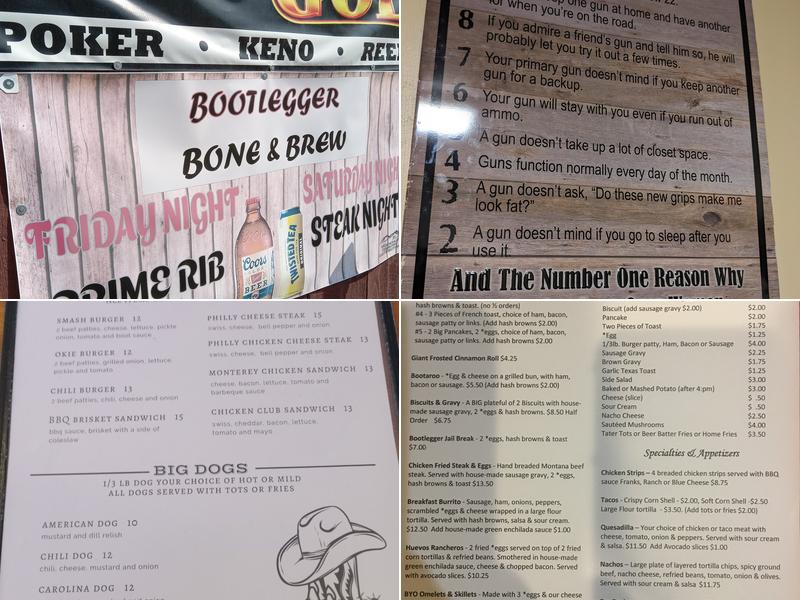 POKER • KENO •
BOOTLEGGER
BONE & BREW
FRIDAY NIGHT
SATURDAY NIGHT
STEAK NIGHT
PRIME RIB
Coors
BEER
TWISTED TEA
one gun at home and have another
for when you're on the road.
8 If you admire a friend's gun and tell him so, he will
probably let you try it out a few times.
7 Your primary gun doesn't mind if you keep another
gun for a backup.
6 Your gun will stay with you even if you run out of
ammo.
A gun doesn't take up a lot of closet space.
4 Guns function normally every day of the month.
3 A gun doesn't ask, "Do these new grips make me
look fat?"
2 A gun doesn't mind if you go to sleep after you
use it.
And The Number One Reason Why
SMASH BURGER 12
2 beef patties, cheese, lettuce, pickle
onion, tomato and bout sauce
OKIE BURGER 12
2 beef patties, grilled onion, lettuce,
pickle and tomato
CHILI BURGER 13
2 beef patties, chili, cheese and onion
BBQ BRISKET SANDWICH 15
bbq sauce, brisket with a side of
coleslaw
PHILLY CHEESE STEAK 15
swiss, cheese, bell pepper and onion
PHILLY CHICKEN CHEESE STEAK 13
swiss, cheese, bell pepper and onion
MONTEREY CHICKEN SANDWICH 13
cheese, bacon, lettuce, tomato and
barbeque sauce
CHICKEN CLUB SANDWICH 13
swiss, cheddar, bacon, lettuce,
tomato and mayo
BIG DOGS
1/3 LB DOG YOUR CHOICE OF HOT OR MILD
ALL DOGS SERVED WITH TOTS OR FRIES
AMERICAN DOG 10
mustard and dill relish
CHILI DOG 12
chili, cheese, mustard and onion
CAROLINA DOG 12
hash browns & toast. (no ½ orders)
#4 - 3 Pieces of French toast, choice of ham, bacon,
sausage patty or links. (Add hash browns $2.00)
#5 - 2 Big Pancakes, 2 *eggs, choice of ham, bacon,
sausage patty or links. Add hash browns $2.00)
Giant Frosted Cinnamon Roll $4.25
Bootaroo - *Egg & cheese on a grilled bun, with ham,
bacon or sausage. $5.50 (Add hash browns $2.00)
Biscuits & Gravy - A BIG plateful of 2 Biscuits with house-
made sausage gravy, 2 *eggs & hash browns. $8.50 Half
Order $6.75
Bootlegger Jail Break - 2 *eggs, hash browns & toast
$7.00
Chicken Fried Steak & Eggs - Hand breaded Montana beef
steak. Served with house-made sausage gravy, 2 *eggs,
hash browns & toast $13.50
Breakfast Burrito - Sausage, ham, onions, peppers,
scrambled *eggs & cheese wrapped in a large flour
tortilla. Served with hash browns, salsa & sour cream.
$12.50 Add house-made green enchilada sauce $1.00
Huevos Rancheros - 2 fried *eggs served on top of 2 fried
corn tortillas & refried beans. Smothered in house-made
green enchilada sauce, cheese & chopped bacon. Served
with avocado slices. $10.25
BYO Omelets & Skillets - Made with 3 *eggs & our cheese
Biscuit (add sausage gravy $2.00) $2.00
Pancake $2.00
Two Pieces of Toast $1.75
*Egg $1.25
1/3lb. Burger patty, Ham, Bacon or Sausage $4.00
Sausage Gravy $2.25
Brown Gravy $1.75
Garlic Texas Toast $1.25
Side Salad $3.00
Baked or Mashed Potato (after 4:pm) $3.00
Cheese (slice) $ .50
Sour Cream $ .50
Nacho Cheese $2.50
Sautéed Mushrooms $4.00
Tater Tots or Beer Batter Fries or Home Fries $3.50
Specialties & Appetizers
Chicken Strips – 4 breaded chicken strips served with BBQ
sauce Franks, Ranch or Blue Cheese $8.75
Tacos - Crispy Corn Shell - $2.00, Soft Corn Shell -$2.50
Large Flour tortilla - $3.50. (Add tots or fries $2.00)
Quesadilla – Your choice of chicken or taco meat with
cheese, tomato, onion & peppers. Served with sour cream
& salsa. $11.50 Add Avocado slices $1.00
Nachos – Large plate of layered tortilla chips, spicy ground
beef, nacho cheese, refried beans, tomato, onion & olives.
Served with sour cream & salsa $11.75